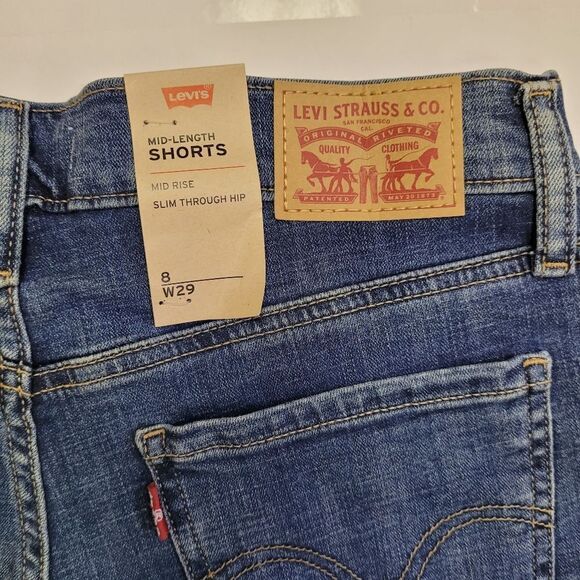 Levi's
MID-LENGTH
SHORTS
MID RISE
SLIM THROUGH HIP
8
W29
LEVI STRAUSS & CO.
SAN FRANCISCO
CAL.
ORIGINAL RIVETED
QUALITY CLOTHING
PATENTED MAY 20 1873